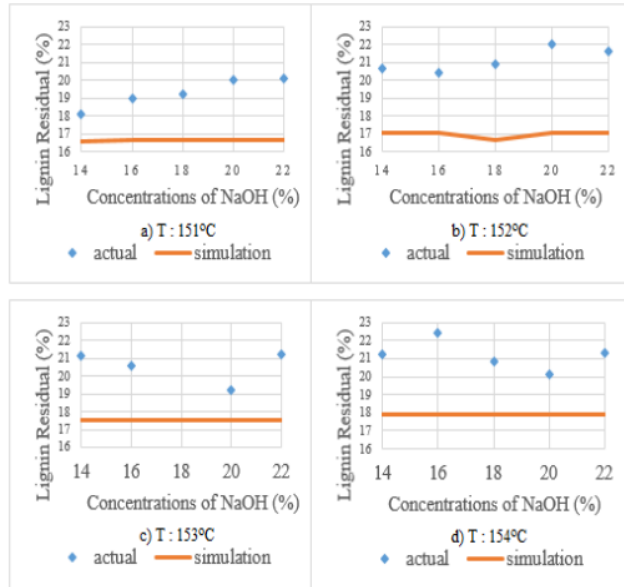 Lignin Residual (%)
23
22
21
20
19
18
17
16
14 16 18 20 22
Concentrations of NaOH (%)
a) T : 151⁰C
actual simulation
Lignin Residual (%)
23
22
21
20
19
18
17
16
14 16 18 20 22
Concentrations of NaOH (%)
b) T : 152⁰C
actual simulation
Lignin Residual (%)
23
22
21
20
19
18
17
16
14 16 18 20 22
Concentrations of NaOH (%)
c) T : 153⁰C
actual simulation
Lignin Residual (%)
23
22
21
20
19
18
17
16
14 16 18 20 22
Concentrations of NaOH (%)
d) T : 154⁰C
actual simulation